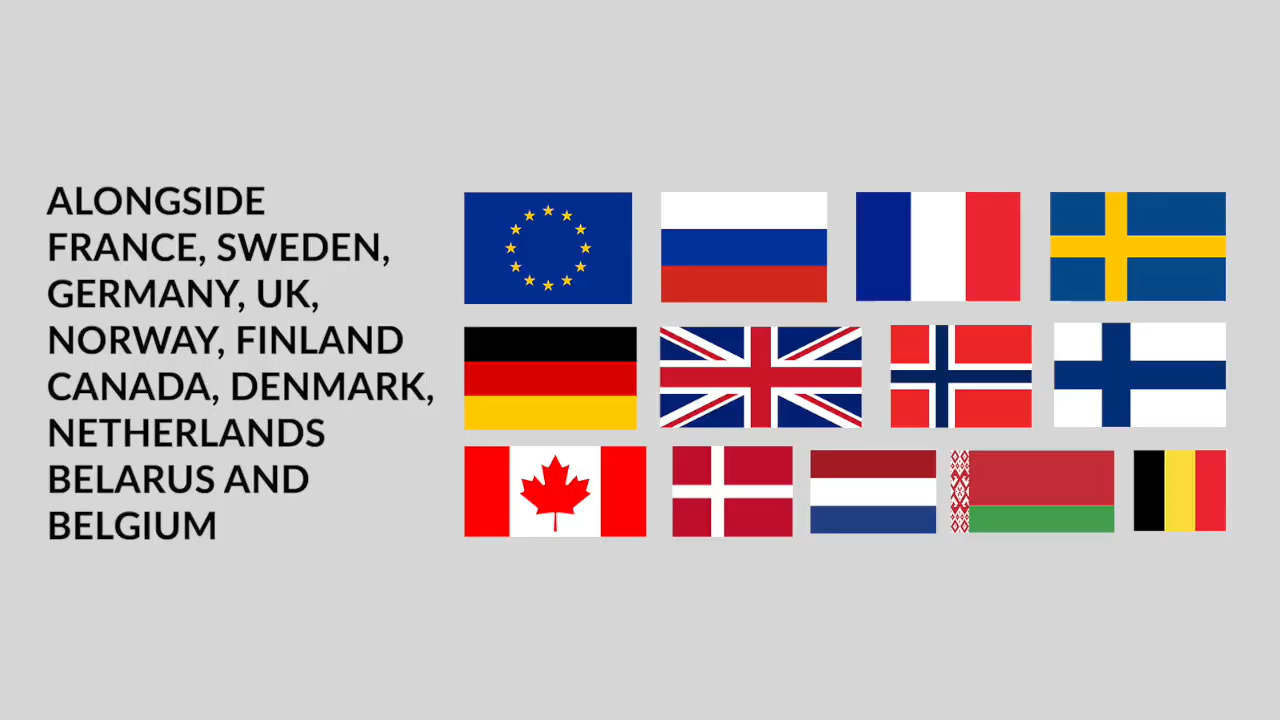 ALONGSIDE
FRANCE, SWEDEN,
GERMANY, UK,
NORWAY, FINLAND
CANADA, DENMARK,
NETHERLANDS
BELARUS AND
BELGIUM